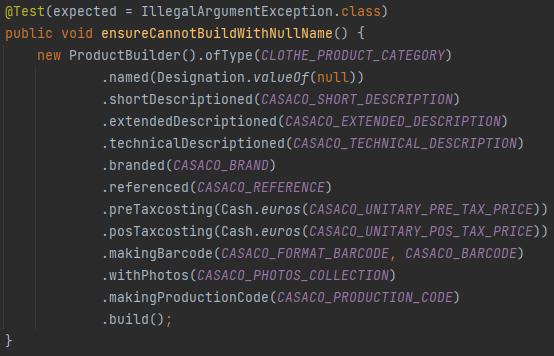 @Test(expected = IllegalArgumentException.class)
public void ensureCannotBuildWithNullName() {
    new ProductBuilder().ofType(CLOTHE_PRODUCT_CATEGORY)
            .named(Designation.valueOf(null))
            .shortDescriptioned(CASACO_SHORT_DESCRIPTION)
            .extendedDescriptioned(CASACO_EXTENDED_DESCRIPTION)
            .technicalDescriptioned(CASACO_TECHNICAL_DESCRIPTION)
            .branded(CASACO_BRAND)
            .referenced(CASACO_REFERENCE)
            .preTaxcosting(Cash.euros(CASACO_UNITARY_PRE_TAX_PRICE))
            .posTaxcosting(Cash.euros(CASACO_UNITARY_POS_TAX_PRICE))
            .makingBarcode(CASACO_FORMAT_BARCODE, CASACO_BARCODE)
            .withPhotos(CASACO_PHOTOS_COLLECTION)
            .makingProductionCode(CASACO_PRODUCTION_CODE)
            .build();
}